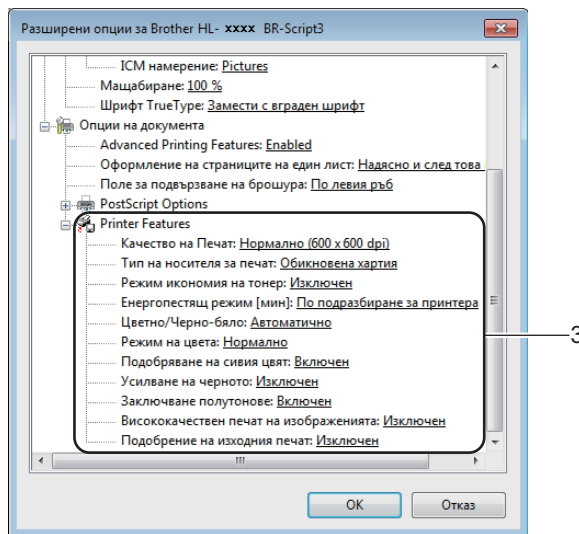 Разширени опции за Brother HL- xxxx BR-Script3
ICM намерение: Pictures
Мащабиране: 100 %
Шрифт TrueType: Замести с вграден шрифт
Опции на документа
Advanced Printing Features: Enabled
Оформление на страниците на един лист: Надясно и след това
Поле за подвързване на брошура: По левия ръб
PostScript Options
Printer Features
Качество на Печат: Нормално (600 x 600 dpi)
Тип на носителя за печат: Обикновена хартия
Режим икономия на тонер: Изключен
Енергопестящ режим [мин]: По подразбиране за принтера
Цветно/Черно-бяло: Автоматично
Режим на цвета: Нормално
Подобряване на сивия цвят: Включен
Усилване на черното: Изключен
Заключване полутонове: Включен
Висококачествен печат на изображенията: Изключен
Подобрение на изходния печат: Изключен
3
OK Отказ